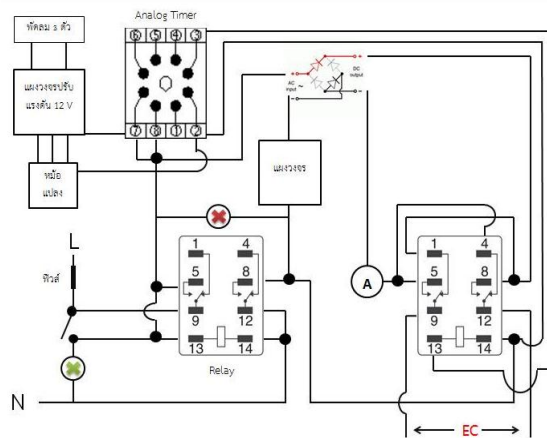 Analog Timer
พัดลม 3 ตัว
⑥ ⑤ ④ ③
แผงวงจรปรับ
แรงดัน 12 V
⑦ ⑧ ① ②
หม้อ
แปลง
+ +
AC
input
~
DC
output
- -
แผงวงจร
L
ฟิวส์
1 4
5 8
9 12
13 14
Relay
A
1 4
5 8
9 12
13 14
N
EC